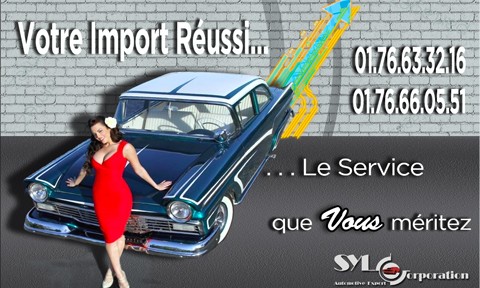 Votre Import Réussi...
01.76.63.32.16
01.76.66.05.51
...Le Service
que Vous méritez
SYL Corporation
Automotive Expert